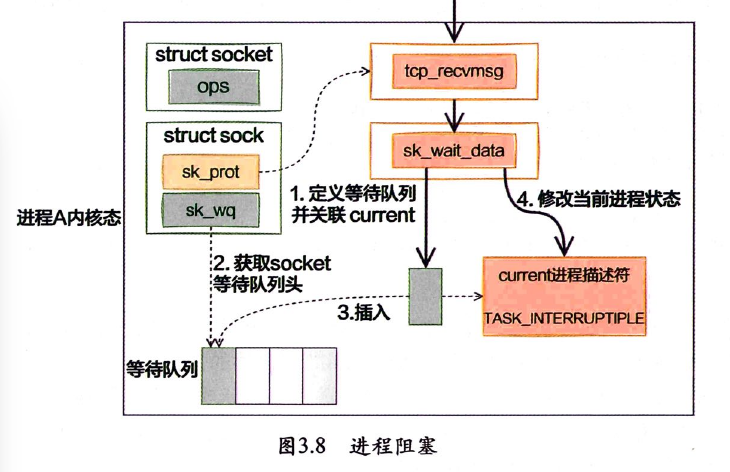 struct socket
ops
struct sock
sk_prot
sk_wq
tcp_recvmsg
sk_wait_data
进程A内核态
1. 定义等待队列
并关联 current
4. 修改当前进程状态
2. 获取socket
等待队列头
3.插入
current进程描述符
TASK_INTERRUPTIPLE
等待队列
图3.8 进程阻塞